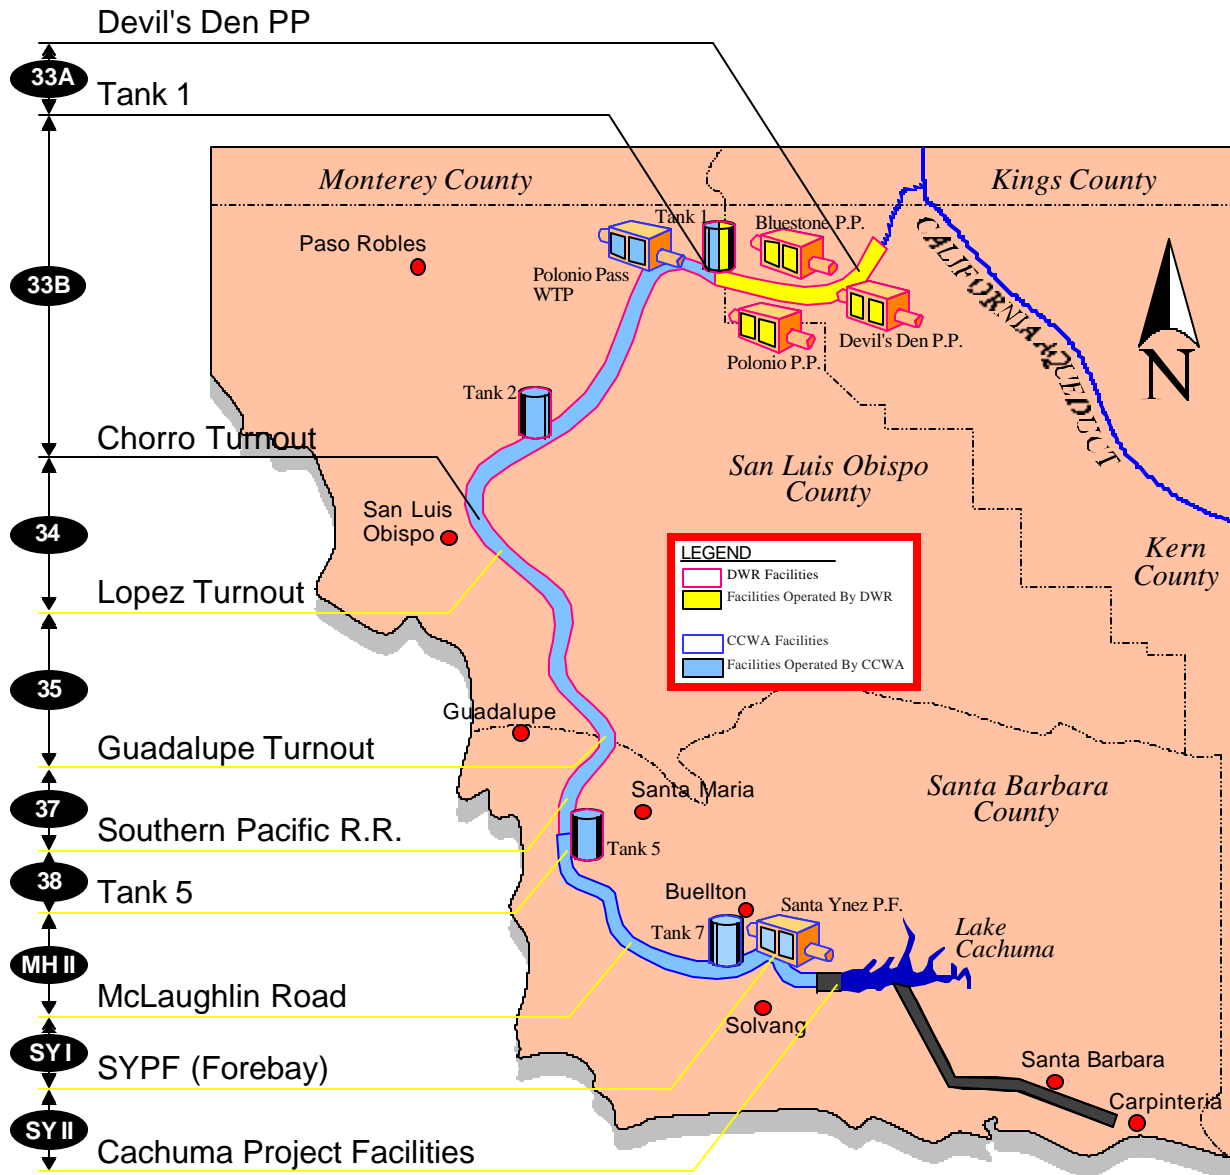 Devil's Den PP
33A
Tank 1
33B
Chorro Turnout
34
Lopez Turnout
35
Guadalupe Turnout
37
Southern Pacific R.R.
38
Tank 5
MH II
McLaughlin Road
SY I
SYPF (Forebay)
SY II
Cachuma Project Facilities
Monterey County
Kings County
Paso Robles
Tank 1
Bluestone P.P.
Polonio Pass
WTP
CALIFORNIA AQUEDUCT
Devil's Den P.P.
Polonio P.P.
N
Tank 2
San Luis Obispo
County
San Luis
Obispo
Kern
County
LEGEND
DWR Facilities
Facilities Operated By DWR
CCWA Facilities
Facilities Operated By CCWA
Guadalupe
Santa Maria
Santa Barbara
County
Tank 5
Buellton
Santa Ynez P.F.
Tank 7
Lake
Cachuma
Solvang
Santa Barbara
Carpinteria